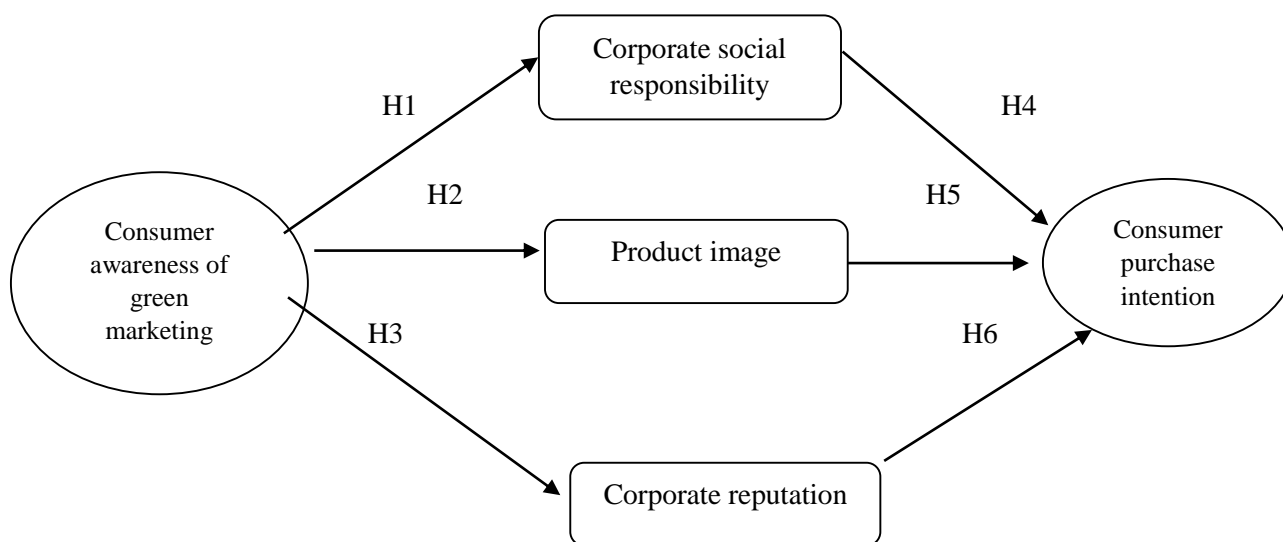 Corporate social
responsibility
H1
H4
H2
H5
Consumer
awareness of
green
marketing
Product image
Consumer
purchase
intention
H3
H6
Corporate reputation